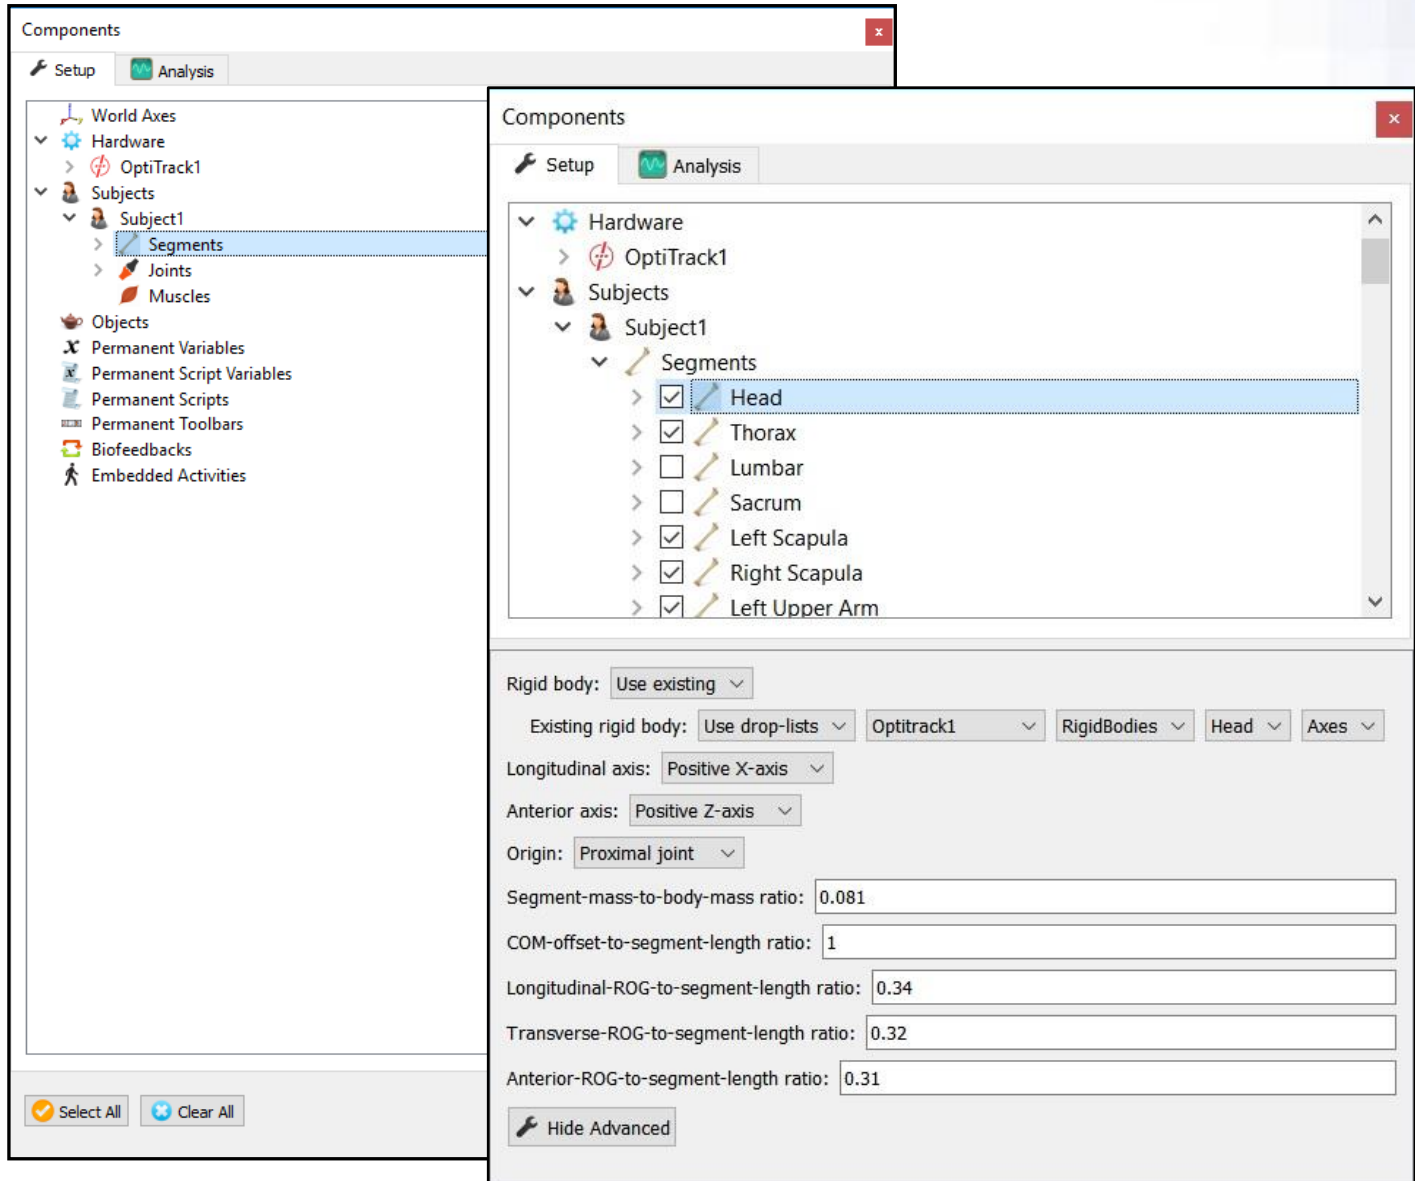 Components
x
Setup
Analysis
World Axes
Hardware
OptiTrack1
Subjects
Subject1
Segments
Joints
Muscles
Objects
Permanent Variables
Permanent Script Variables
Permanent Scripts
Permanent Toolbars
Biofeedbacks
Embedded Activities
Select All
Clear All
Components
x
Setup
Analysis
Hardware
OptiTrack1
Subjects
Subject1
Segments
Head
Thorax
Lumbar
Sacrum
Left Scapula
Right Scapula
Left Upper Arm
Rigid body: Use existing
Existing rigid body: Use drop-lists Optitrack1 RigidBodies Head Axes
Longitudinal axis: Positive X-axis
Anterior axis: Positive Z-axis
Origin: Proximal joint
Segment-mass-to-body-mass ratio: 0.081
COM-offset-to-segment-length ratio: 1
Longitudinal-ROG-to-segment-length ratio: 0.34
Transverse-ROG-to-segment-length ratio: 0.32
Anterior-ROG-to-segment-length ratio: 0.31
Hide Advanced